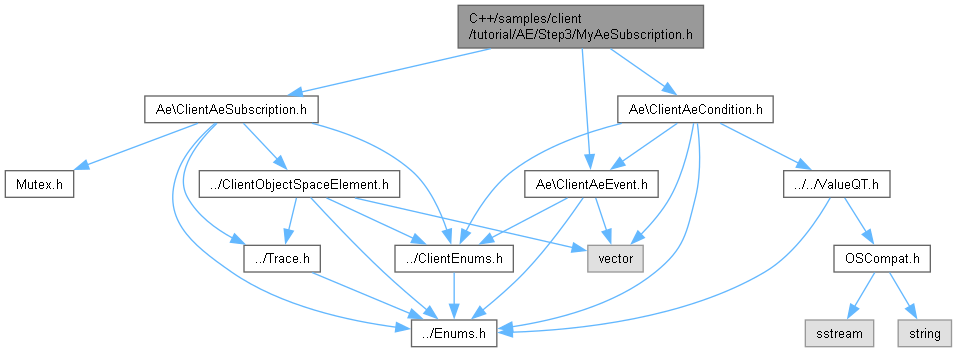 C++/samples/client
/tutorial/AE/Step3/MyAeSubscription.h
Ae\ClientAeSubscription.h
Ae\ClientAeCondition.h
Mutex.h
../ClientObjectSpaceElement.h
Ae\ClientAeEvent.h
../../ValueQT.h
../Trace.h
../ClientEnums.h
vector
OSCompat.h
../Enums.h
sstream
string